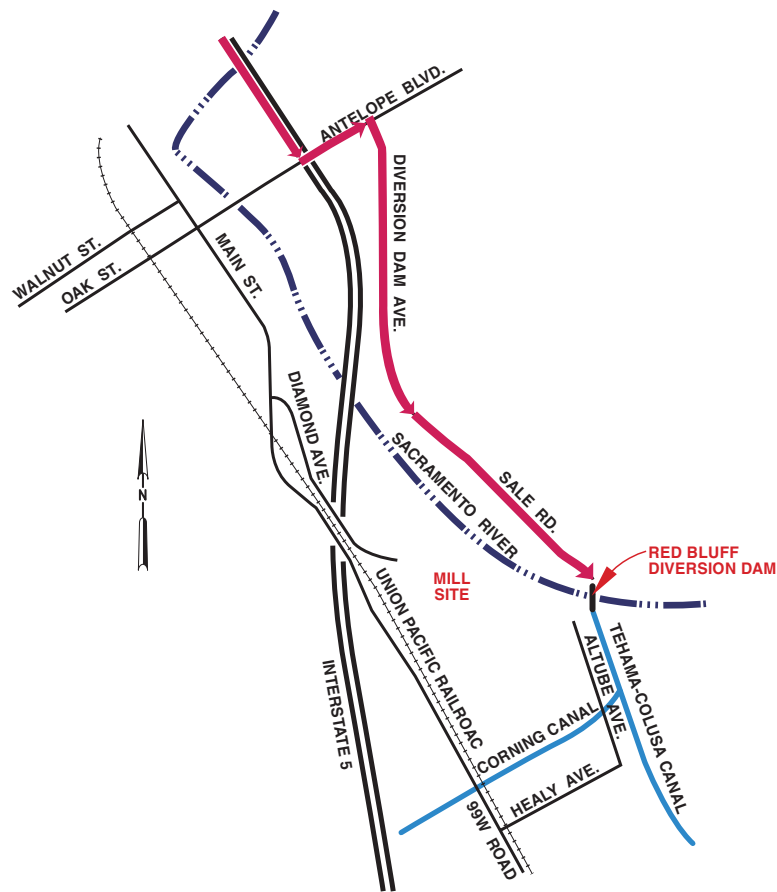 ANTELOPE BLVD.
DIVERSION DAM AVE.
WALNUT ST.
OAK ST.
MAIN ST.
DIAMOND AVE.
N
SACRAMENTO RIVER
SALE RD.
RED BLUFF
DIVERSION DAM
MILL
SITE
UNION PACIFIC RAILROAC
INTERSTATE 5
TEHAMA-COLUSA CANAL
ALTUBE AVE.
CORNING CANAL
HEALY AVE.
99W ROAD